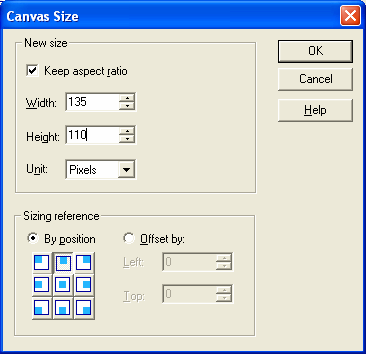 Canvas Size
New size
OK
Keep aspect ratio
Cancel
Width: 135
Help
Height: 110
Unit: Pixels
Sizing reference
By position
Offset by:
Left: 0
Top: 0